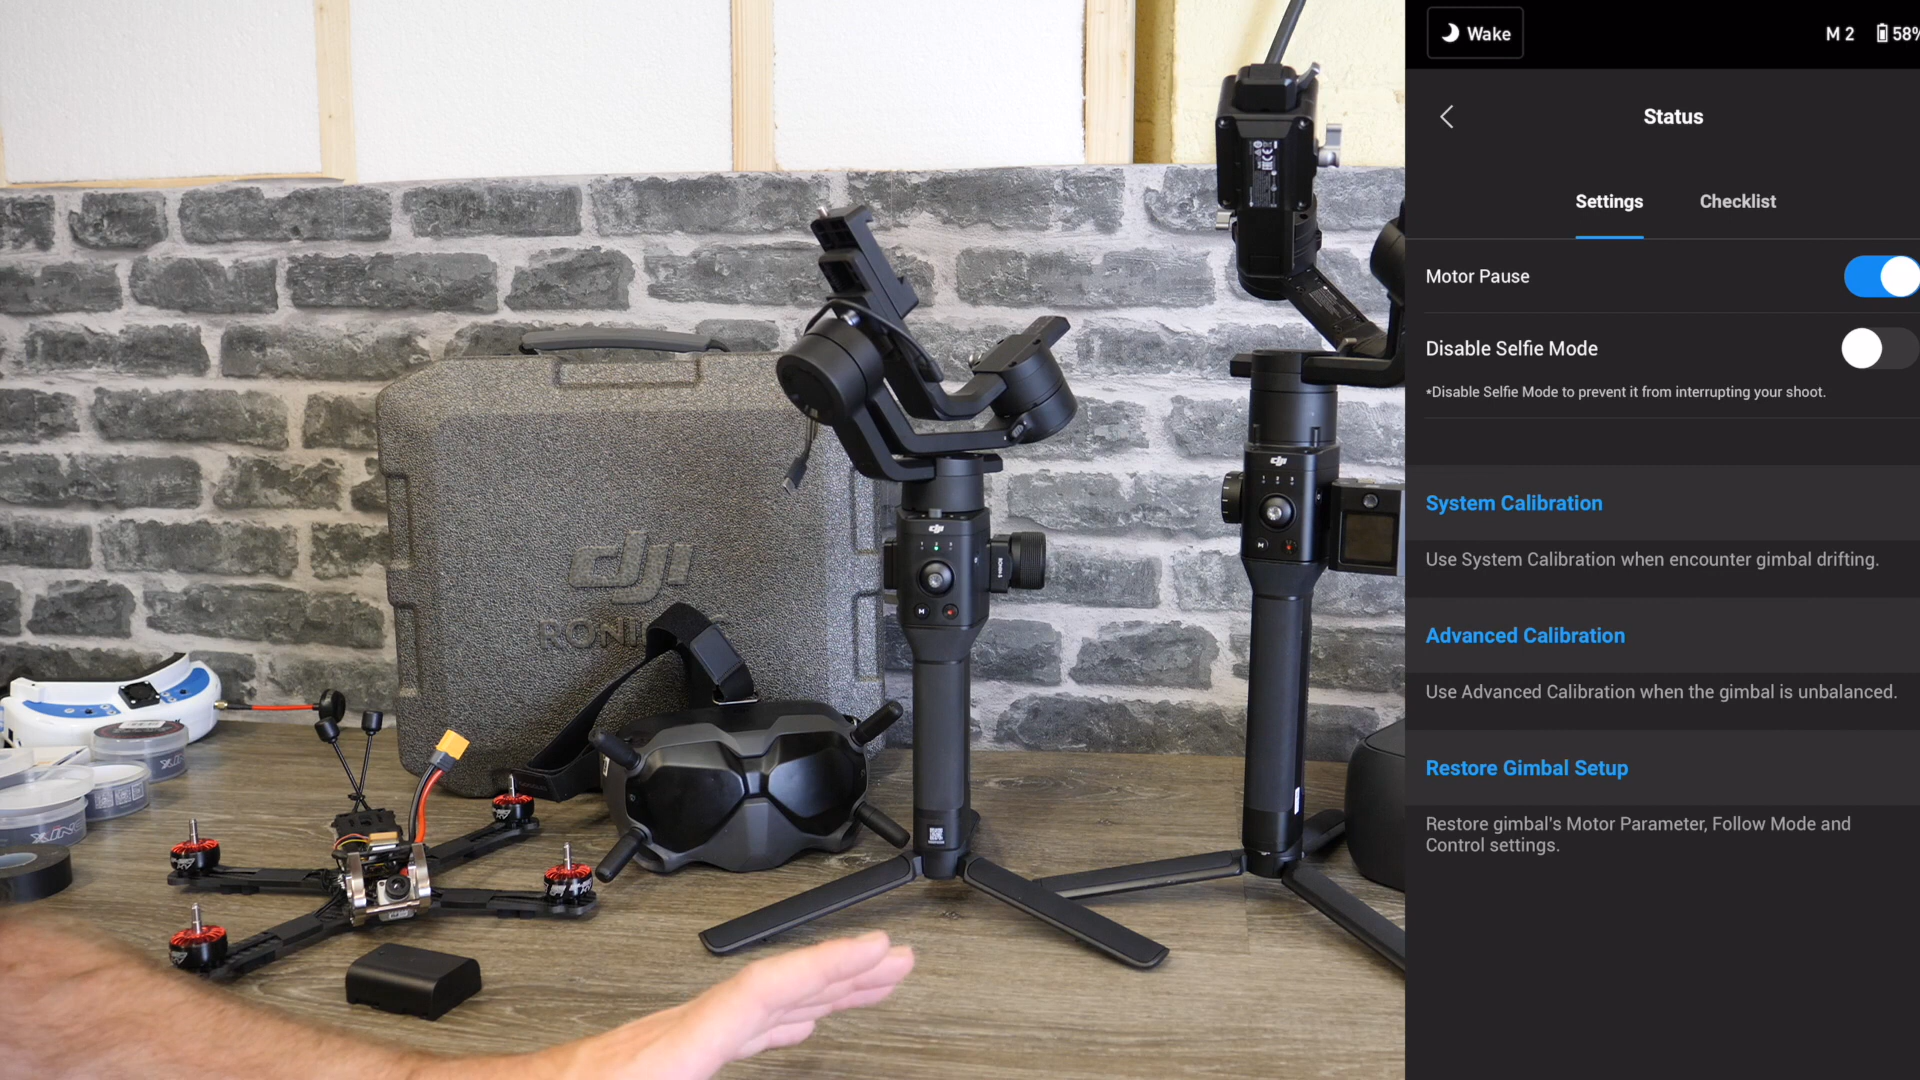 Wake
M 2
58%
Status
Settings
Checklist
Motor Pause
Disable Selfie Mode
*Disable Selfie Mode to prevent it from interrupting your shoot.
System Calibration
Use System Calibration when encounter gimbal drifting.
Advanced Calibration
Use Advanced Calibration when the gimbal is unbalanced.
Restore Gimbal Setup
Restore gimbal's Motor Parameter, Follow Mode and
Control settings.
dji
dji
dji
M
M